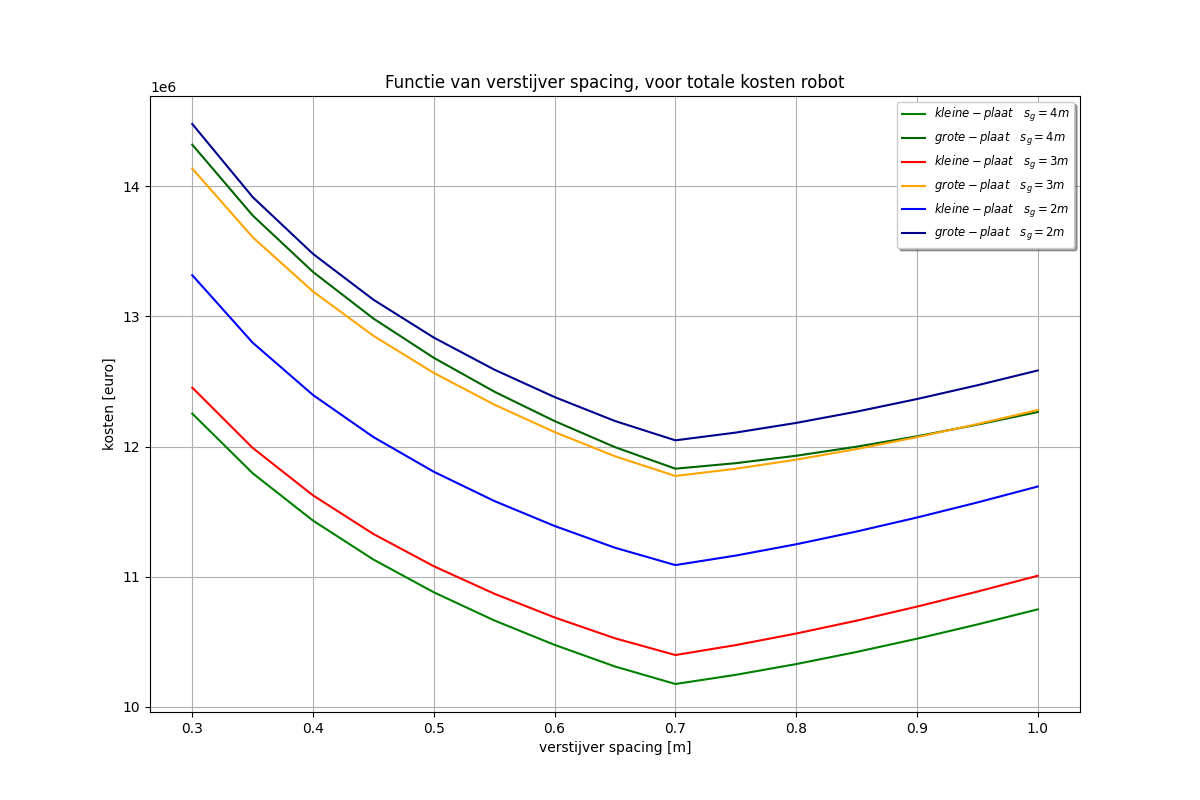 Functie van verstijver spacing, voor totale kosten robot
1e6
kleine − plaat s_g = 4m
grote − plaat s_g = 4m
kleine − plaat s_g = 3m
grote − plaat s_g = 3m
kleine − plaat s_g = 2m
grote − plaat s_g = 2m
14
13
12
11
10
kosten [euro]
0.3 0.4 0.5 0.6 0.7 0.8 0.9 1.0
verstijver spacing [m]